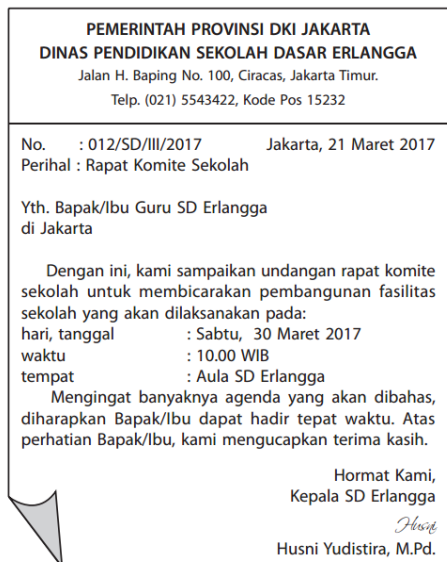 PEMERINTAH PROVINSI DKI JAKARTA
DINAS PENDIDIKAN SEKOLAH DASAR ERLANGGA
Jalan H. Baping No. 100, Ciracas, Jakarta Timur.
Telp. (021) 5543422, Kode Pos 15232
No. : 012/SD/III/2017 Jakarta, 21 Maret 2017
Perihal : Rapat Komite Sekolah
Yth. Bapak/Ibu Guru SD Erlangga
di Jakarta
Dengan ini, kami sampaikan undangan rapat komite
sekolah untuk membicarakan pembangunan fasilitas
sekolah yang akan dilaksanakan pada:
hari, tanggal : Sabtu, 30 Maret 2017
waktu : 10.00 WIB
tempat : Aula SD Erlangga
Mengingat banyaknya agenda yang akan dibahas,
diharapkan Bapak/Ibu dapat hadir tepat waktu. Atas
perhatian Bapak/Ibu, kami mengucapkan terima kasih.
Hormat Kami,
Kepala SD Erlangga
Husni
Husni Yudistira, M.Pd.